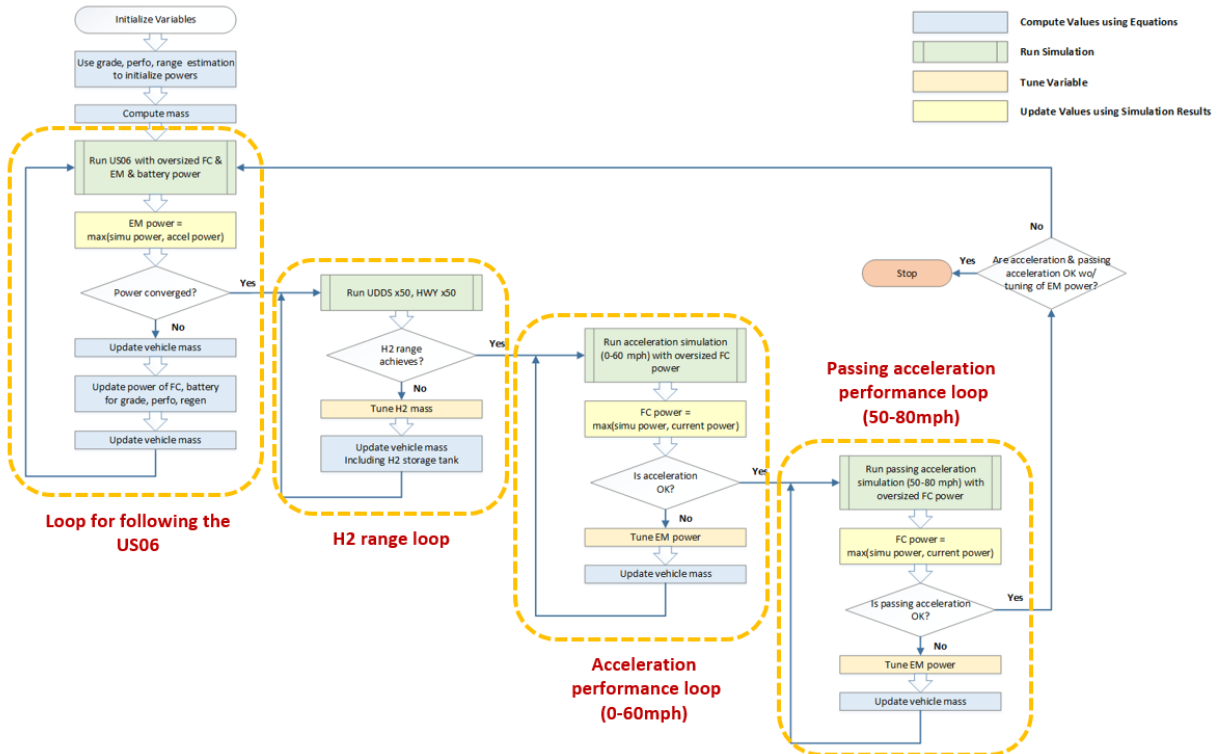 Initialize Variables
Use grade, perfo, range estimation
to initialize powers
Compute mass
Run US06 with oversized FC &
EM & battery power
EM power =
max(simu power, accel power)
Power converged?
Yes
No
Update vehicle mass
Update power of FC, battery
for grade, perfo, regen
Update vehicle mass
Loop for following the
US06
Run UDDS x50, HWY x50
H2 range
achieves?
Yes
No
Tune H2 mass
Update vehicle mass
Including H2 storage tank
H2 range loop
Run acceleration simulation
(0-60 mph) with oversized FC
power
FC power =
max(simu power, current power)
Is acceleration
OK?
Yes
No
Tune EM power
Update vehicle mass
Acceleration
performance loop
(0-60mph)
Passing acceleration
performance loop
(50-80mph)
Run passing acceleration
simulation (50-80 mph) with
oversized FC power
FC power =
max(simu power, current power)
Is passing acceleration
OK?
Yes
No
Tune EM power
Update vehicle mass
No
Are acceleration & passing
acceleration OK wo/
tuning of EM power?
Yes
Stop
Compute Values using Equations
Run Simulation
Tune Variable
Update Values using Simulation Results